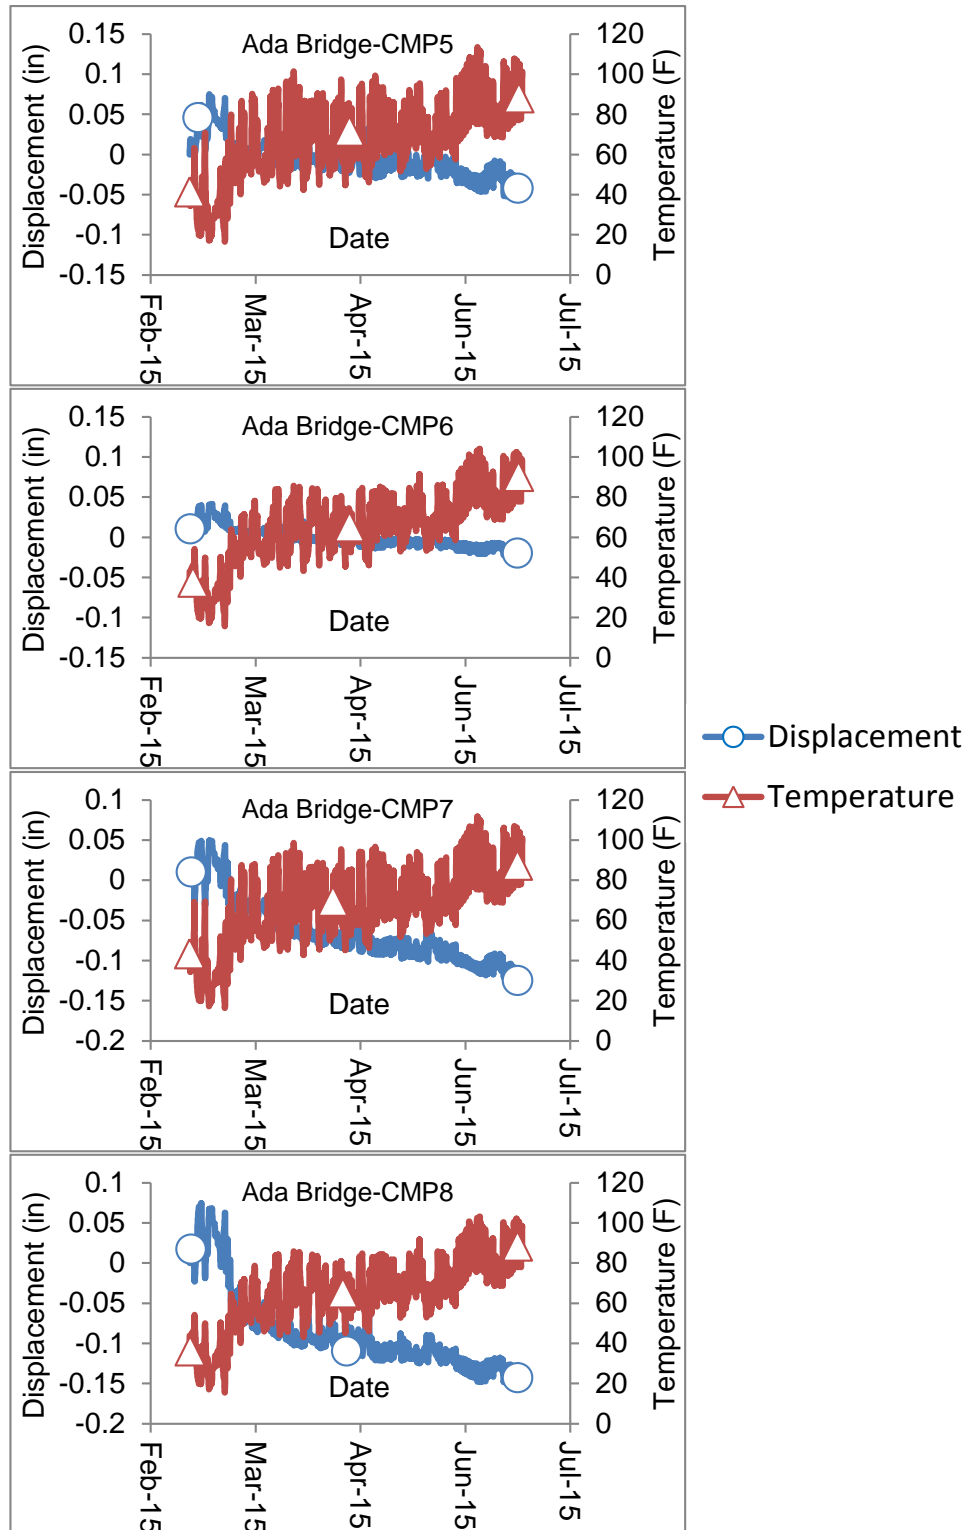 Ada Bridge-CMP5
Displacement (in)
0.15
0.1
0.05
0
-0.05
-0.1
-0.15
120
100
80
60
40
20
0
Temperature (F)
Date
Feb-15
Mar-15
Apr-15
Jun-15
Jul-15
Ada Bridge-CMP6
Displacement (in)
0.15
0.1
0.05
0
-0.05
-0.1
-0.15
120
100
80
60
40
20
0
Temperature (F)
Date
Feb-15
Mar-15
Apr-15
Jun-15
Jul-15
Displacement
Temperature
Ada Bridge-CMP7
Displacement (in)
0.1
0.05
0
-0.05
-0.1
-0.15
-0.2
120
100
80
60
40
20
0
Temperature (F)
Date
Feb-15
Mar-15
Apr-15
Jun-15
Jul-15
Ada Bridge-CMP8
Displacement (in)
0.1
0.05
0
-0.05
-0.1
-0.15
-0.2
120
100
80
60
40
20
0
Temperature (F)
Date
Feb-15
Mar-15
Apr-15
Jun-15
Jul-15